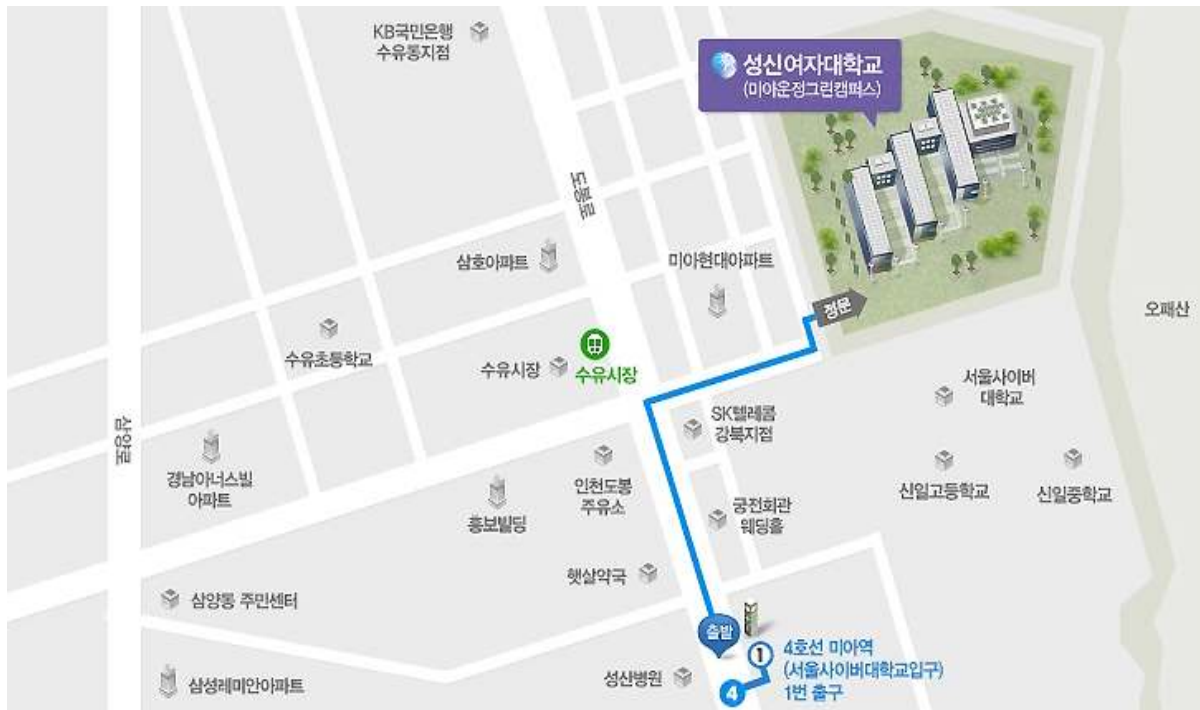 KB국민은행
수유동지점
성신여자대학교
(미아운정그린캠퍼스)
도봉로
삼호아파트
미아현대아파트
정문
오패산
수유초등학교
수유시장
수유시장
서울사이버
대학교
SK텔레콤
강북지점
삼양로
경남아너스빌
아파트
흥보빌딩
인천도봉
주유소
궁전회관
웨딩홀
신일고등학교
신일중학교
햇살약국
삼양동 주민센터
출발
1
4호선 미아역
(서울사이버대학교입구)
1번 출구
4
성산병원
삼성레미안아파트